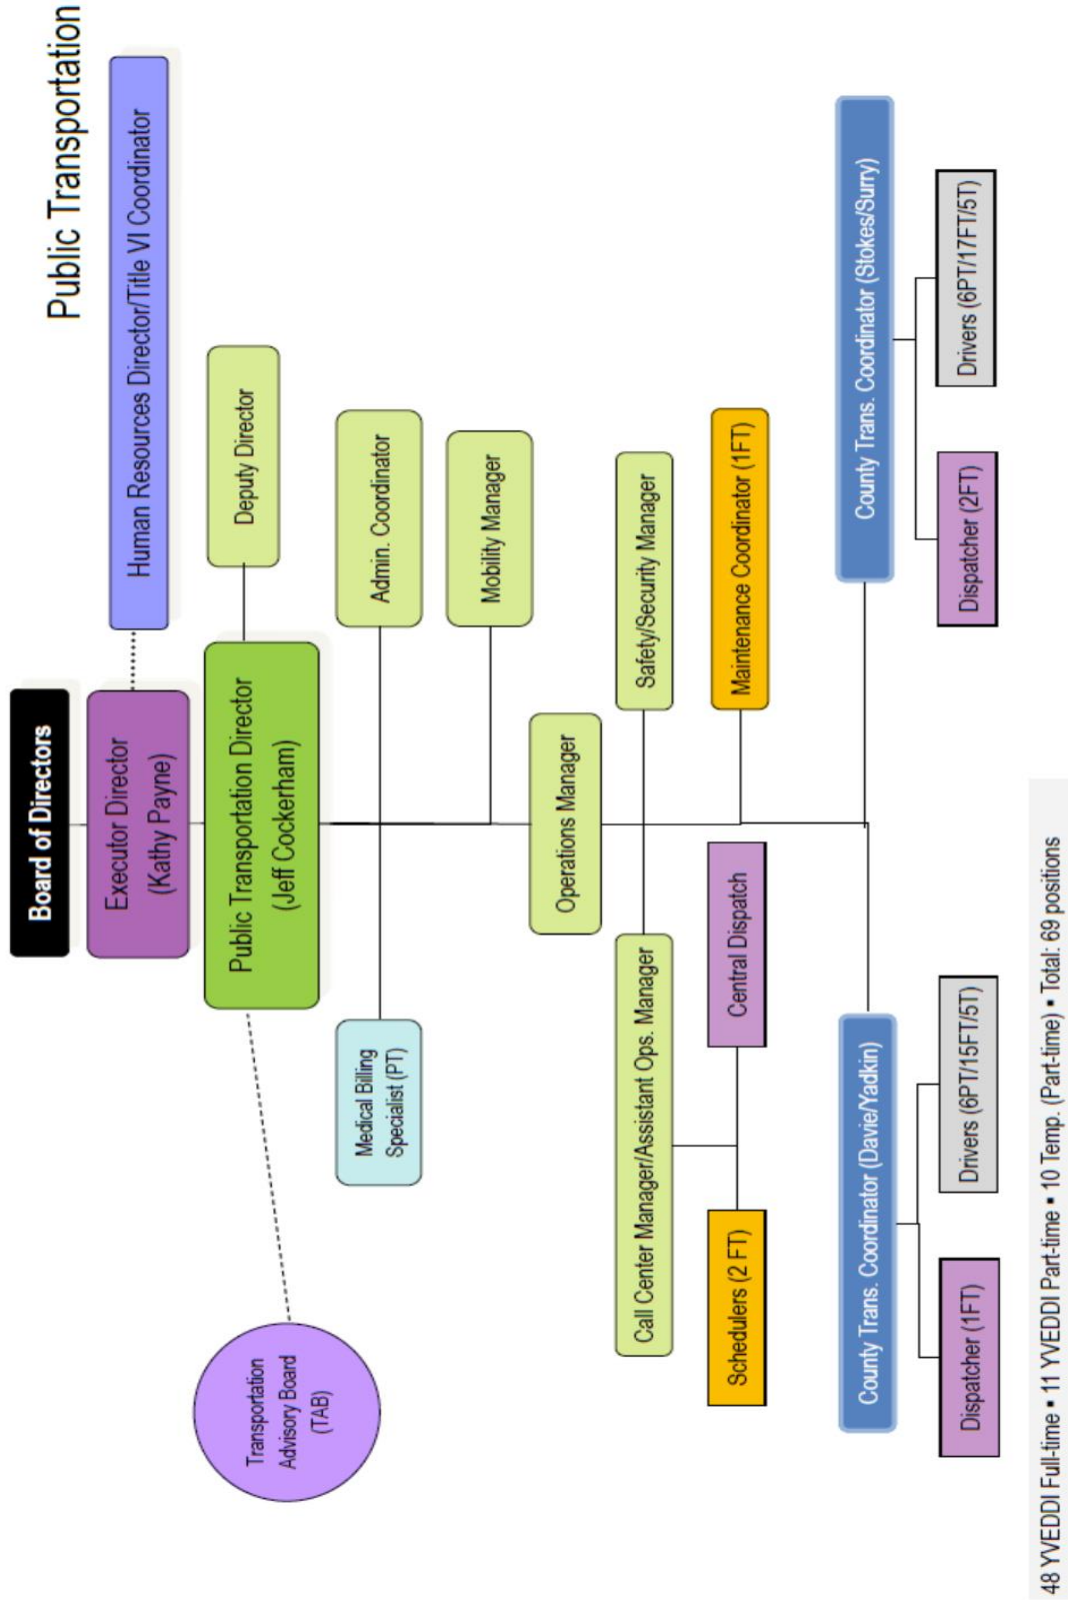 Public Transportation
Board of Directors
Executor Director
(Kathy Payne)
Human Resources Director/Title VI Coordinator
Public Transportation Director
(Jeff Cockerham)
Deputy Director
Transportation
Advisory Board
(TAB)
Medical Billing
Specialist (PT)
Admin. Coordinator
Mobility Manager
Operations Manager
Call Center Manager/Assistant Ops. Manager
Safety/Security Manager
Schedulers (2 FT)
Central Dispatch
Maintenance Coordinator (1FT)
County Trans. Coordinator (Davie/Yadkin)
County Trans. Coordinator (Stokes/Surry)
Dispatcher (1FT)
Drivers (6PT/15FT/5T)
Dispatcher (2FT)
Drivers (6PT/17FT/5T)
48 YVEDDI Full-time ▪ 11 YVEDDI Part-time ▪ 10 Temp. (Part-time) ▪ Total: 69 positions